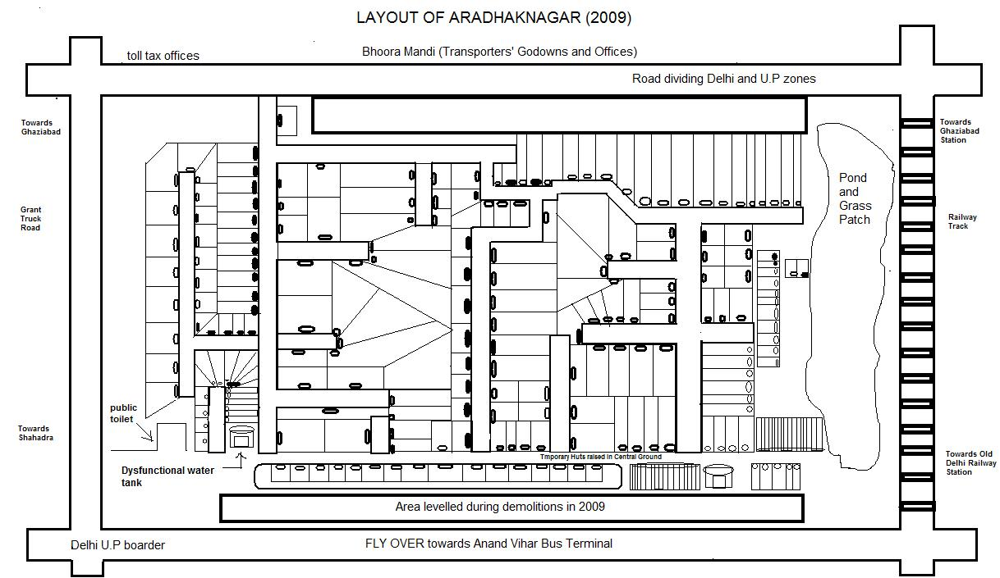 LAYOUT OF ARADHAKNAGAR (2009)
Bhoora Mandi (Transporters' Godowns and Offices)
toll tax offices
Road dividing Delhi and U.P zones
Towards
Ghaziabad
Towards
Ghaziabad
Station
Pond
and
Grass
Patch
Grant
Truck
Road
Railway
Track
public
toilet
Towards
Shahadra
Tmporary Huts raised in Central Ground
Towards Old
Delhi Railway
Station
Dysfunctional water
tank
Area levelled during demolitions in 2009
Delhi U.P boarder
FLY OVER towards Anand Vihar Bus Terminal